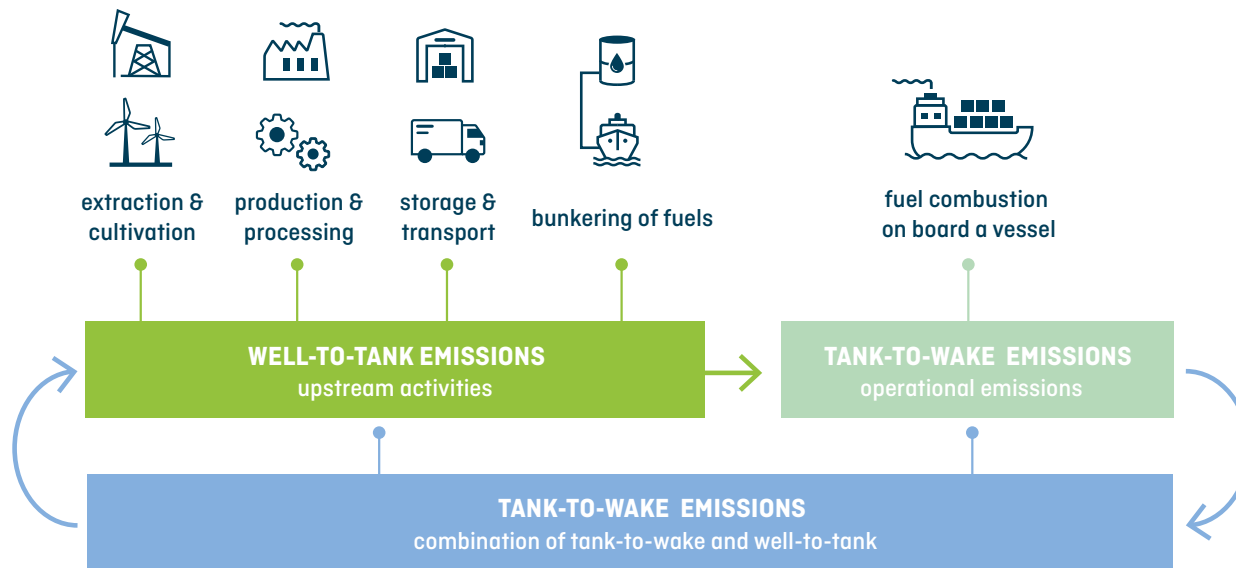 extraction &
cultivation
production &
processing
storage &
transport
bunkering of fuels
fuel combustion
on board a vessel
WELL-TO-TANK EMISSIONS
upstream activities
TANK-TO-WAKE EMISSIONS
operational emissions
TANK-TO-WAKE EMISSIONS
combination of tank-to-wake and well-to-tank